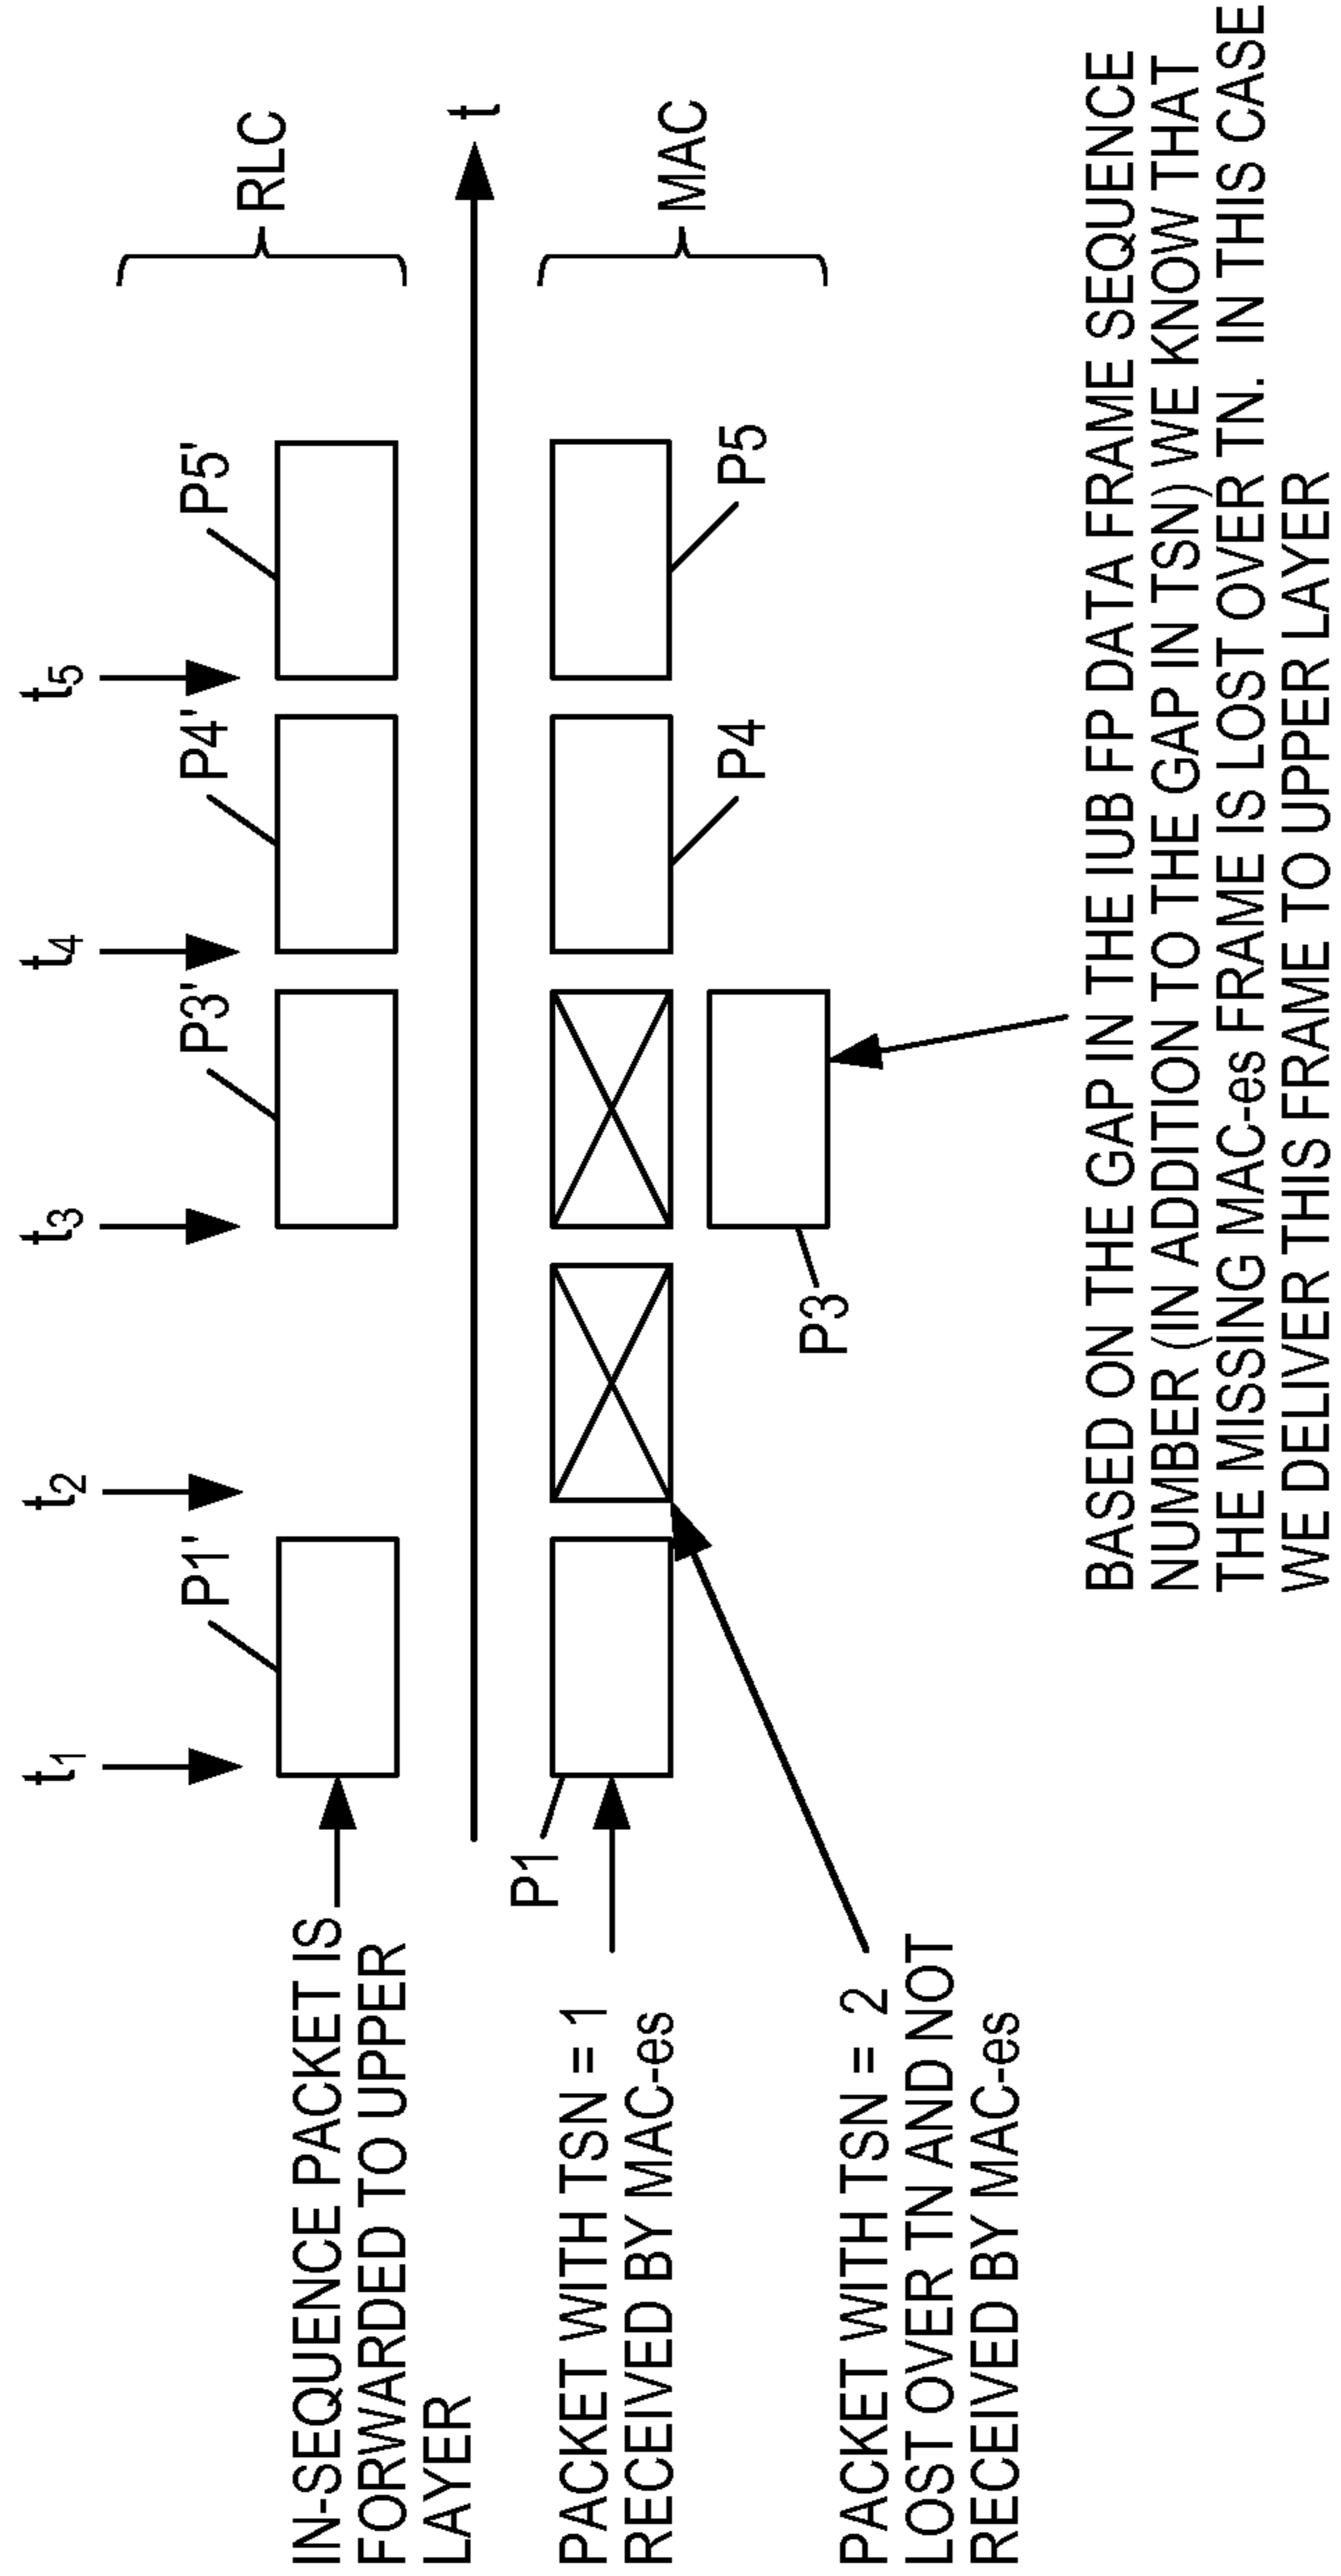 t1
t2
t3
t4
t5
P1'
P3'
P4'
P5'
RLC
IN-SEQUENCE PACKET IS
FORWARDED TO UPPER
LAYER
t
P1
PACKET WITH TSN = 1
RECEIVED BY MAC-es
MAC
P4
P5
P3
PACKET WITH TSN = 2
LOST OVER TN AND NOT
RECEIVED BY MAC-es
BASED ON THE GAP IN THE IUB FP DATA FRAME SEQUENCE
NUMBER (IN ADDITION TO THE GAP IN TSN) WE KNOW THAT
THE MISSING MAC-es FRAME IS LOST OVER TN. IN THIS CASE
WE DELIVER THIS FRAME TO UPPER LAYER